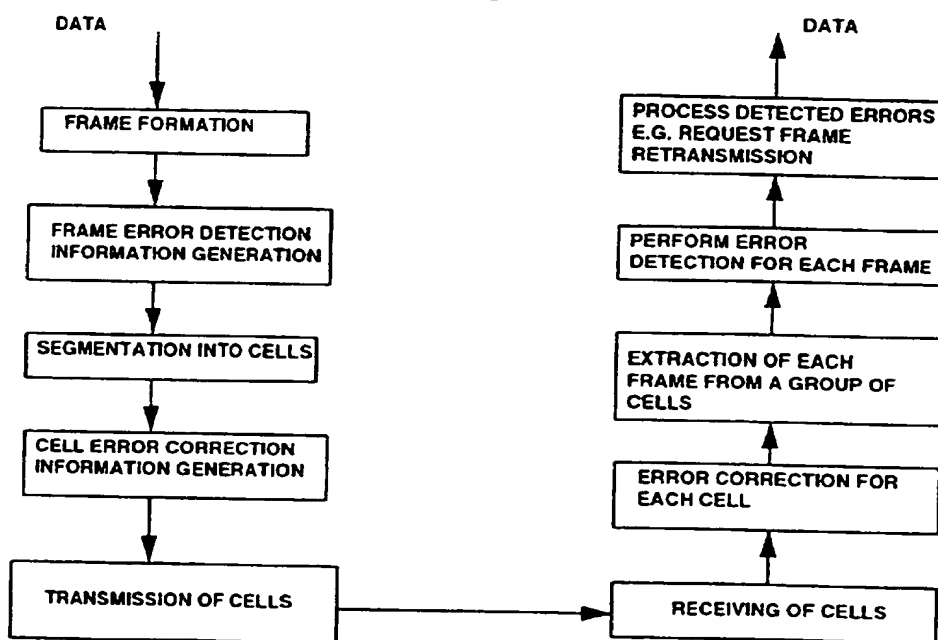 DATA
FRAME FORMATION
FRAME ERROR DETECTION
INFORMATION GENERATION
SEGMENTATION INTO CELLS
CELL ERROR CORRECTION
INFORMATION GENERATION
TRANSMISSION OF CELLS
DATA
PROCESS DETECTED ERRORS
E.G. REQUEST FRAME
RETRANSMISSION
PERFORM ERROR
DETECTION FOR EACH FRAME
EXTRACTION OF EACH
FRAME FROM A GROUP OF
CELLS
ERROR CORRECTION FOR
EACH CELL
RECEIVING OF CELLS